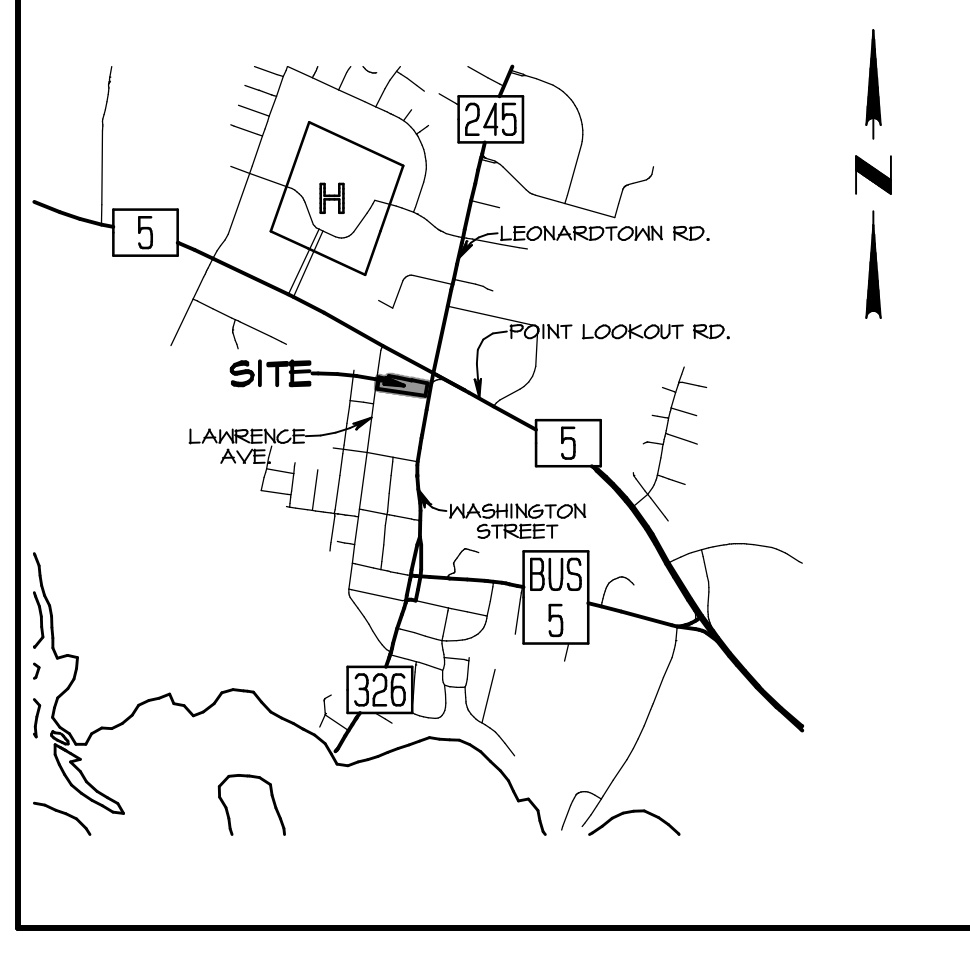 245
N
H
5
LEONARDTOWN RD.
POINT LOOKOUT RD.
SITE
LAWRENCE
AVE.
5
WASHINGTON
STREET
BUS
5
326